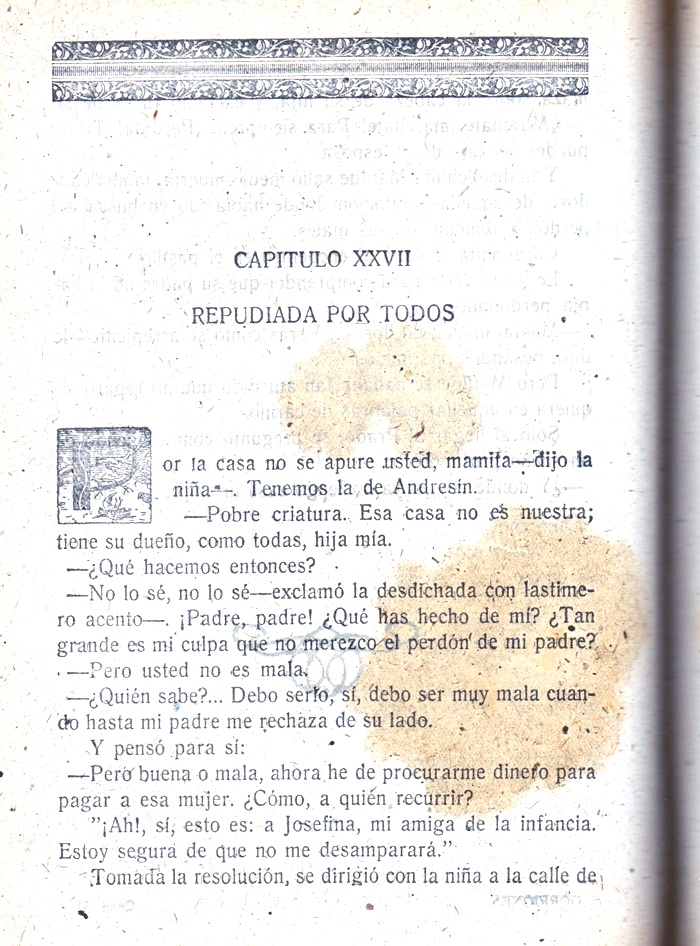 CAPITULO XXVII
REPUDIADA POR TODOS
Por la casa no se apure usted, mamita—dijo la
niña—. Tenemos la de Andresín.
—Pobre criatura. Esa casa no es nuestra;
tiene su dueño, como todas, hija mía.
—¿Qué hacemos entonces?
—No lo sé, no lo sé—exclamó la desdichada con lastime-
ro acento—. ¡Padre, padre! ¿Qué has hecho de mí? ¿Tan
grande es mi culpa que no merezco el perdón de mi padre?
—Pero usted no es mala.
—¿Quién sabe?... Debo serlo, sí, debo ser muy mala cuan-
do hasta mi padre me rechaza de su lado.
Y pensó para sí:
—Pero buena o mala, ahora he de procurarme dinero para
pagar a esa mujer. ¿Cómo, a quién recurrir?
"¡Ah!, sí, esto es: a Josefina, mi amiga de la infancia.
Estoy segura de que no me desamparará."
Tomada la resolución, se dirigió con la niña a la calle de